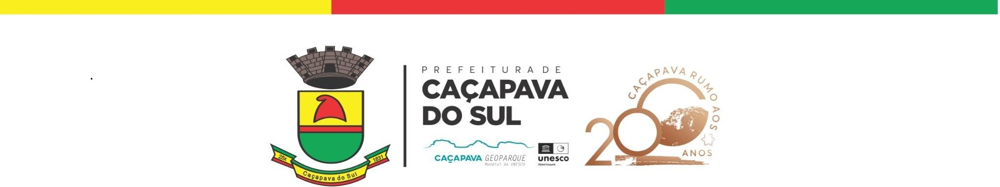 PREFEITURA DE
CAÇAPAVA
DO SUL
CAÇAPAVA GEOPARQUE
Mundial da UNESCO
unesco
Global Geopark
25x 1831
Caçapava do Sul
CAÇAPAVA RUMO AOS
200
ANOS